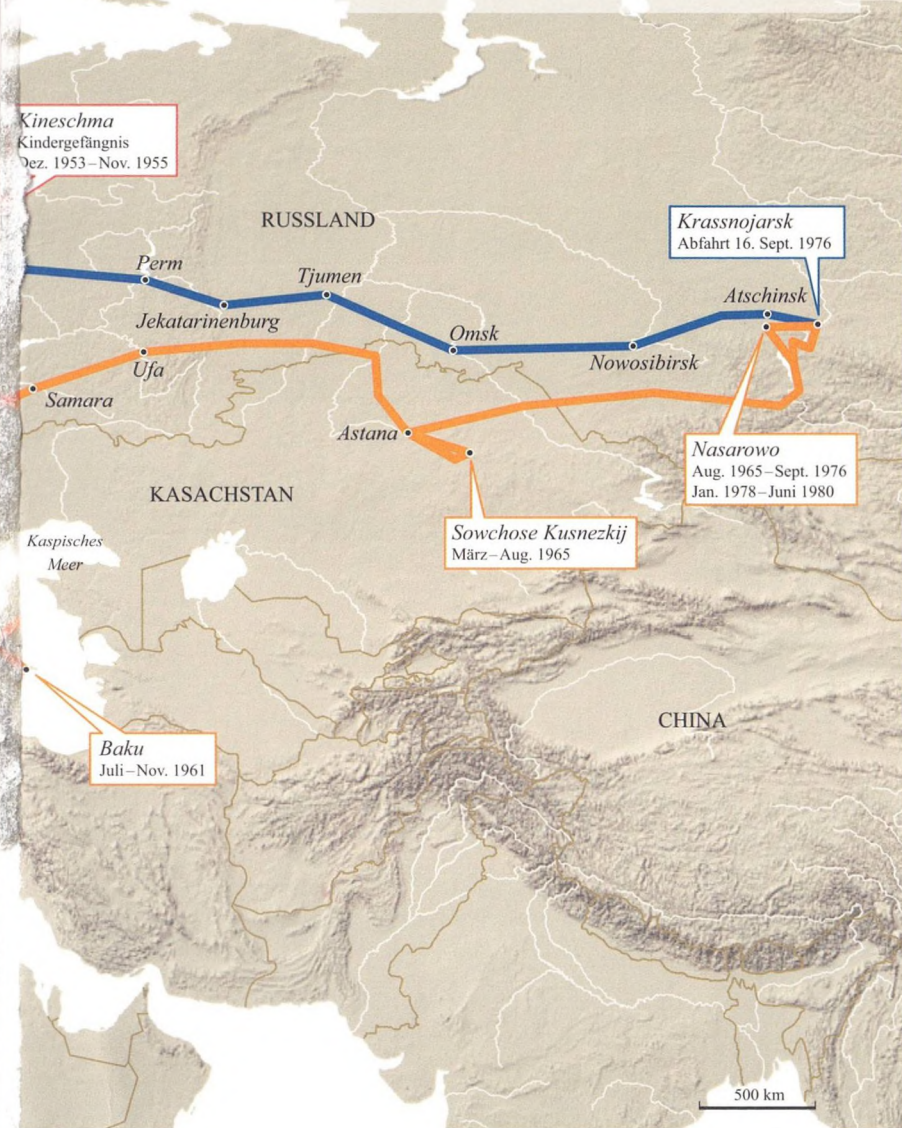 Kineschma
Kindergefängnis
Dez. 1953–Nov. 1955
RUSSLAND
Krassnojarsk
Abfahrt 16. Sept. 1976
Perm
Tjumen
Atschinsk
Jekatarinenburg
Omsk
Nowosibirsk
Ufa
Samara
Astana
Nasarowo
Aug. 1965–Sept. 1976
Jan. 1978–Juni 1980
KASACHSTAN
Sowchose Kusnezkij
März–Aug. 1965
Kaspisches
Meer
CHINA
Baku
Juli–Nov. 1961
500 km